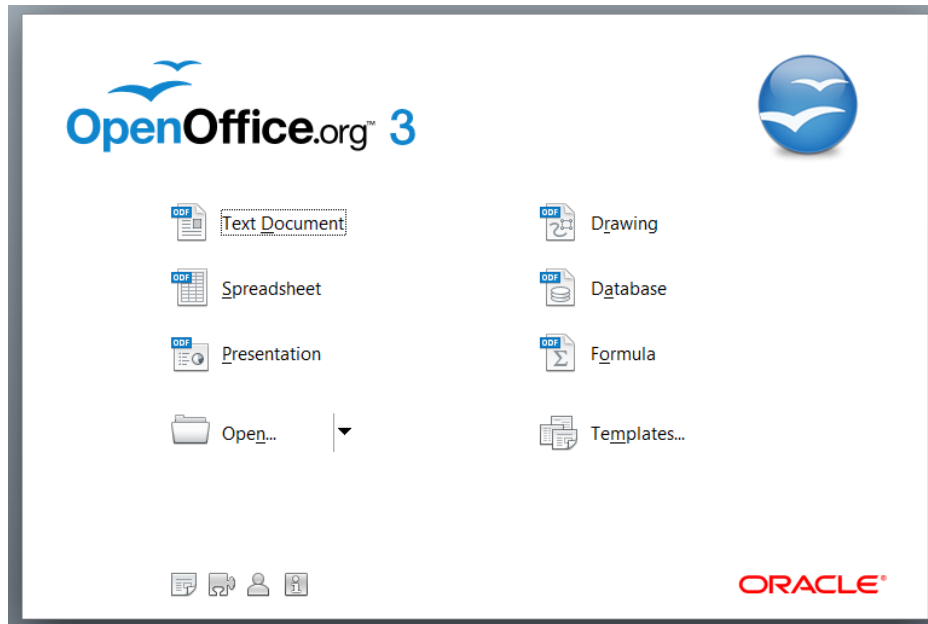 OpenOffice.org™ 3
ODF Text Document
ODF Spreadsheet
ODF Presentation
Open...
ODF Drawing
ODF Database
ODF Formula
Templates...
ORACLE®